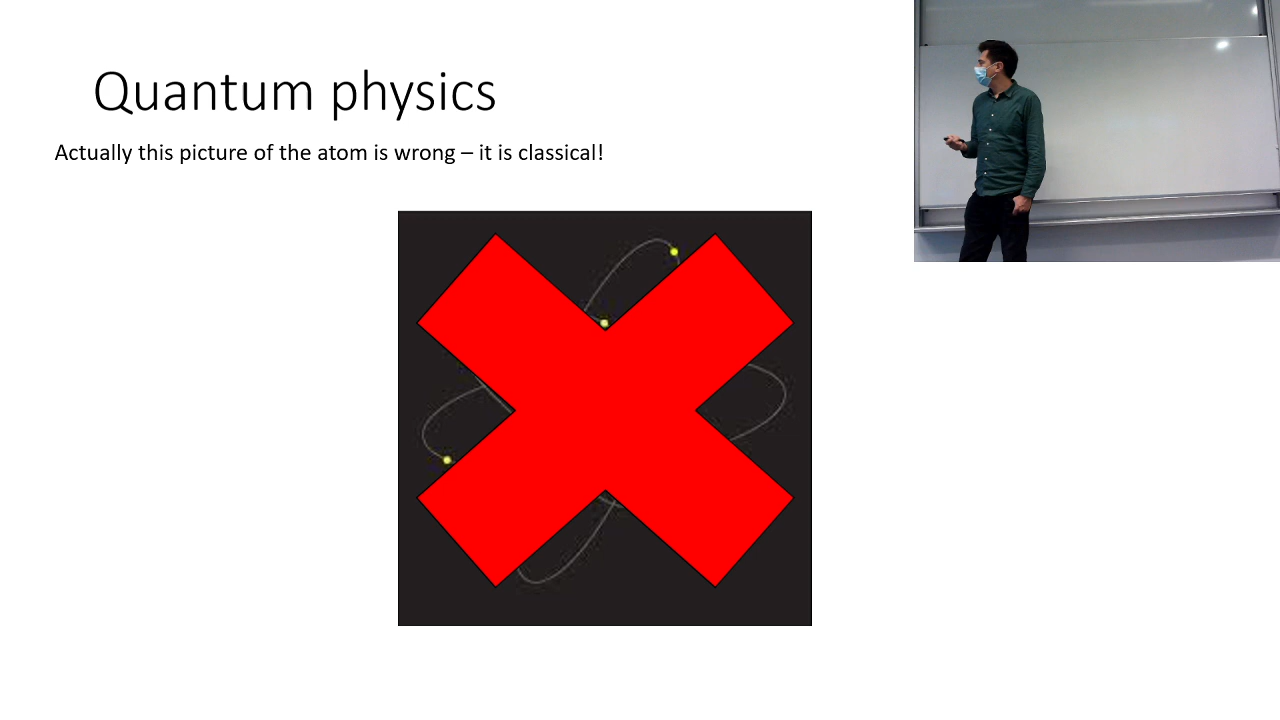 Quantum physics
Actually this picture of the atom is wrong – it is classical!